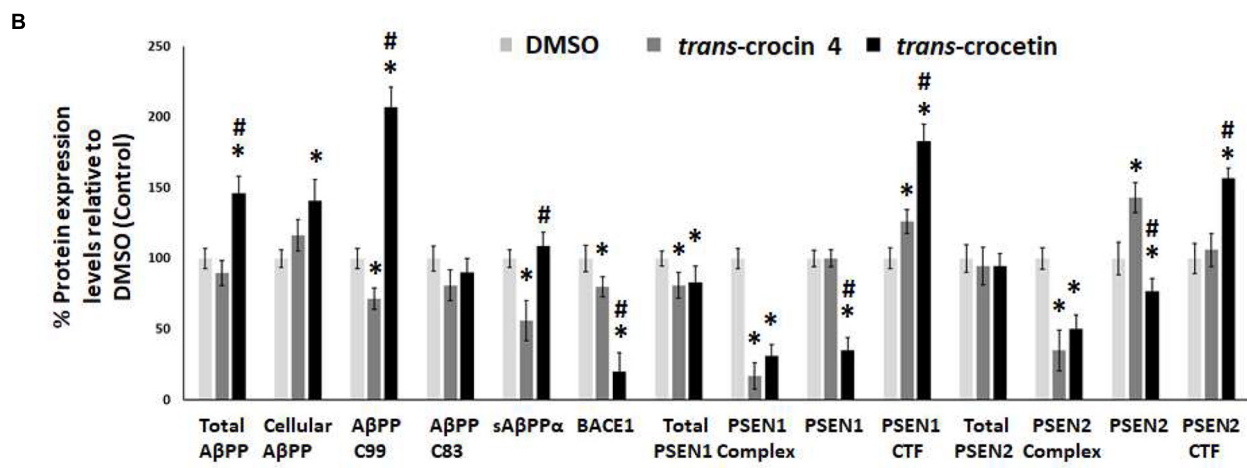 B
250
200
150
100
50
0
% Protein expression
levels relative to
DMSO (Control)
DMSO
trans-crocin 4
trans-crocetin
#
*
*
#
*
*
*
#
*
#
*
*
*
*
*
#
*
#
*
*
*
*
*
#
*
#
*
Total
AβPP
Cellular
AβPP
AβPP
C99
AβPP
C83
sAβPPα
BACE1
Total
PSEN1
PSEN1
Complex
PSEN1
PSEN1
CTF
Total
PSEN2
PSEN2
Complex
PSEN2
PSEN2
CTF